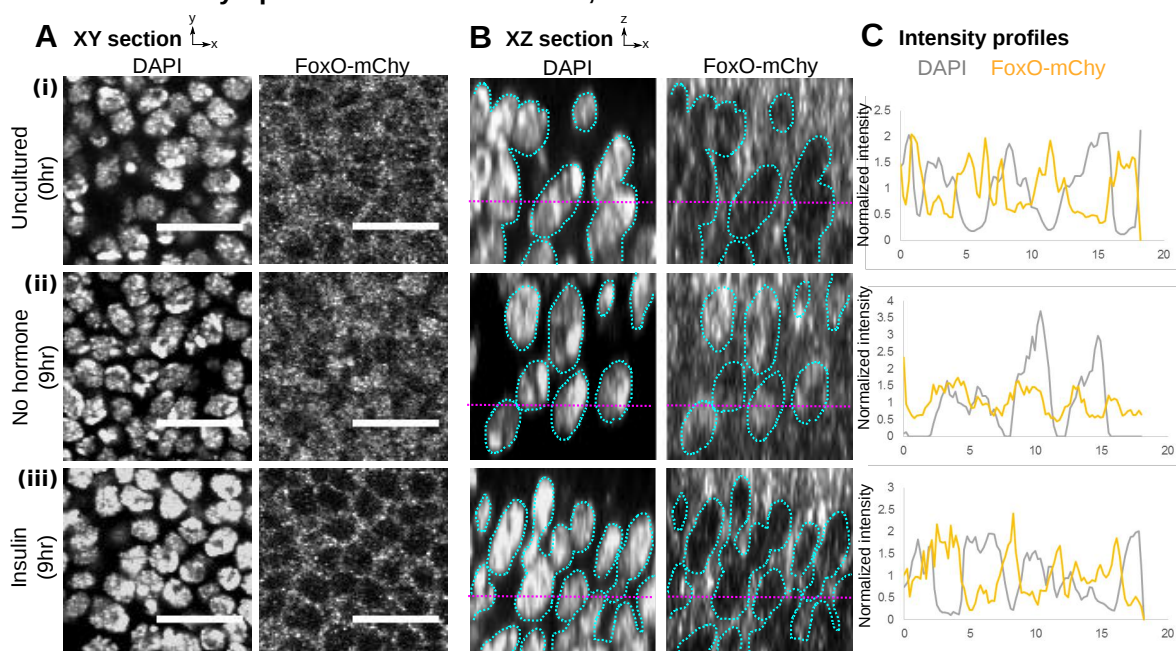 A XY section y x
DAPI FoxO-mChy
B XZ section z x
DAPI FoxO-mChy
C Intensity profiles
DAPI FoxO-mChy
(i)
Uncultured
(0hr)
Normalized intensity
2.5
2
1.5
1
0.5
0
0 5 10 15 20
(ii)
No hormone
(9hr)
Normalized intensity
4
3.5
3
2.5
2
1.5
1
0.5
0
0 5 10 15 20
(iii)
Insulin
(9hr)
Normalized intensity
3
2.5
2
1.5
1
0.5
0
0 5 10 15 20